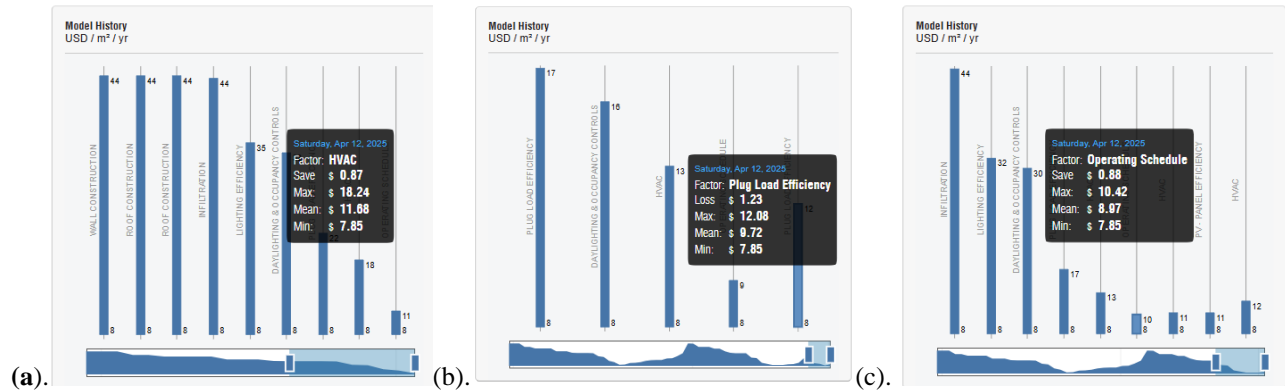 Model History
USD / m² / yr
44
44
44
44
35
22
18
11
WALL CONSTRUCTION
ROOF CONSTRUCTION
ROOF CONSTRUCTION
INFILTRATION
LIGHTING EFFICIENCY
DAYLIGHTING & OCCUPANCY CONTROLS
Saturday, Apr 12, 2025
Factor: HVAC
Save $ 0.87
Max: $ 18.24
Mean: $ 11.68
Min: $ 7.85
8 8 8 8 8 8 8 8 8
(a).
Model History
USD / m² / yr
17
16
13
9
12
PLUG LOAD EFFICIENCY
DAYLIGHTING & OCCUPANCY CONTROLS
HVAC
Saturday, Apr 12, 2025
Factor: Plug Load Efficiency
Loss $ 1.23
Max: $ 12.08
Mean: $ 9.72
Min: $ 7.85
8 8 8 8 8
(b).
Model History
USD / m² / yr
44
32
30
17
13
10
11
11
12
INFILTRATION
LIGHTING EFFICIENCY
DAYLIGHTING & OCCUPANCY CONTROLS
HVAC
PV - PANEL EFFICIENCY
HVAC
Saturday, Apr 12, 2025
Factor: Operating Schedule
Save $ 0.88
Max: $ 10.42
Mean: $ 8.97
Min: $ 7.85
8 8 8 8 8 8 8 8 8
(c).